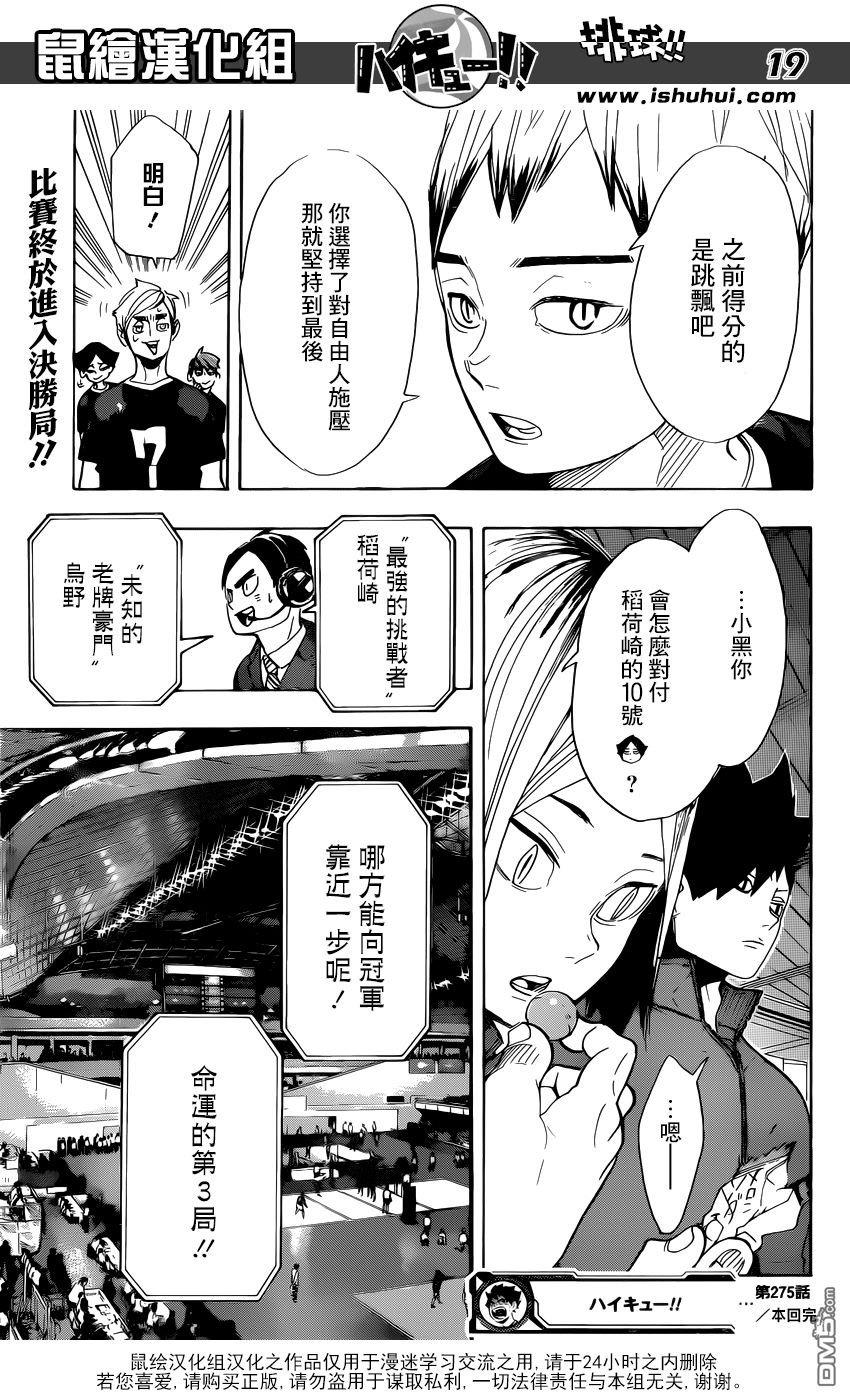 鼠繪漢化組
ハイキュー!!
排球!!
19
www.ishuhui.com
之前得分的
是跳飄吧
你選擇了對自由人施壓
那就堅持到最後
明白！
7
比賽終於進入決勝局!!
…小黑你
會怎麼對付
稻荷崎的10號
？
…嗯——
“最強的挑戰者”
稻荷崎
“未知的
老牌豪門”
烏野
哪方能向冠軍
靠近一步呢！
命運的第3局!!
ハイキュー!!
…
第275話
／本回完
DM5.com
鼠绘汉化组汉化之作品仅用于漫迷学习交流之用, 请于24小时之内删除
若您喜爱, 请购买正版, 请勿盗用于谋取私利, 一切法律责任与本组无关, 谢谢。